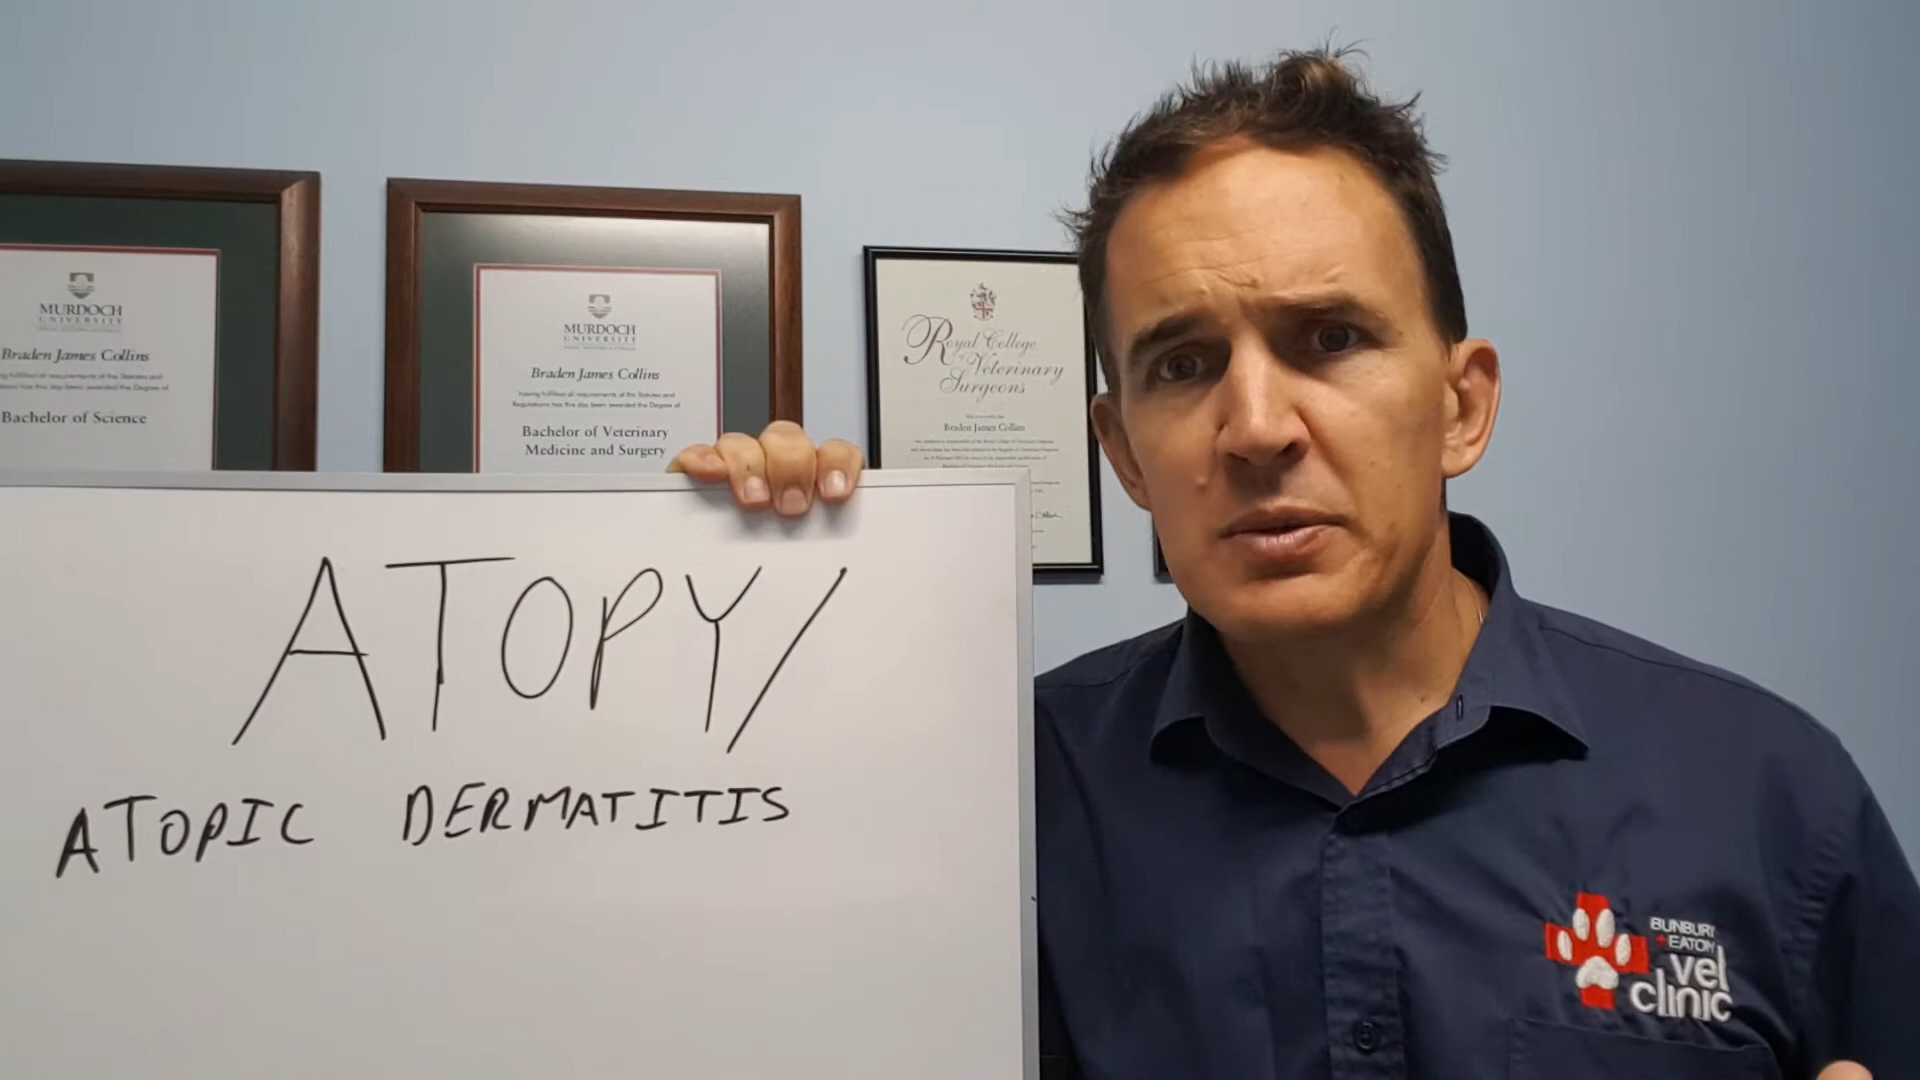 MURDOCH
UNIVERSITY
Braden James Collins
Bachelor of Science
MURDOCH
UNIVERSITY
Braden James Collins
having fulfilled all requirements of the Statutes and
Regulations has this day been awarded the Degree of
Bachelor of Veterinary
Medicine and Surgery
Royal College
of Veterinary
Surgeons
Braden James Collins
ATOPY/
ATOPIC DERMATITIS
BUNBURY
+ EATON
vet
clinic